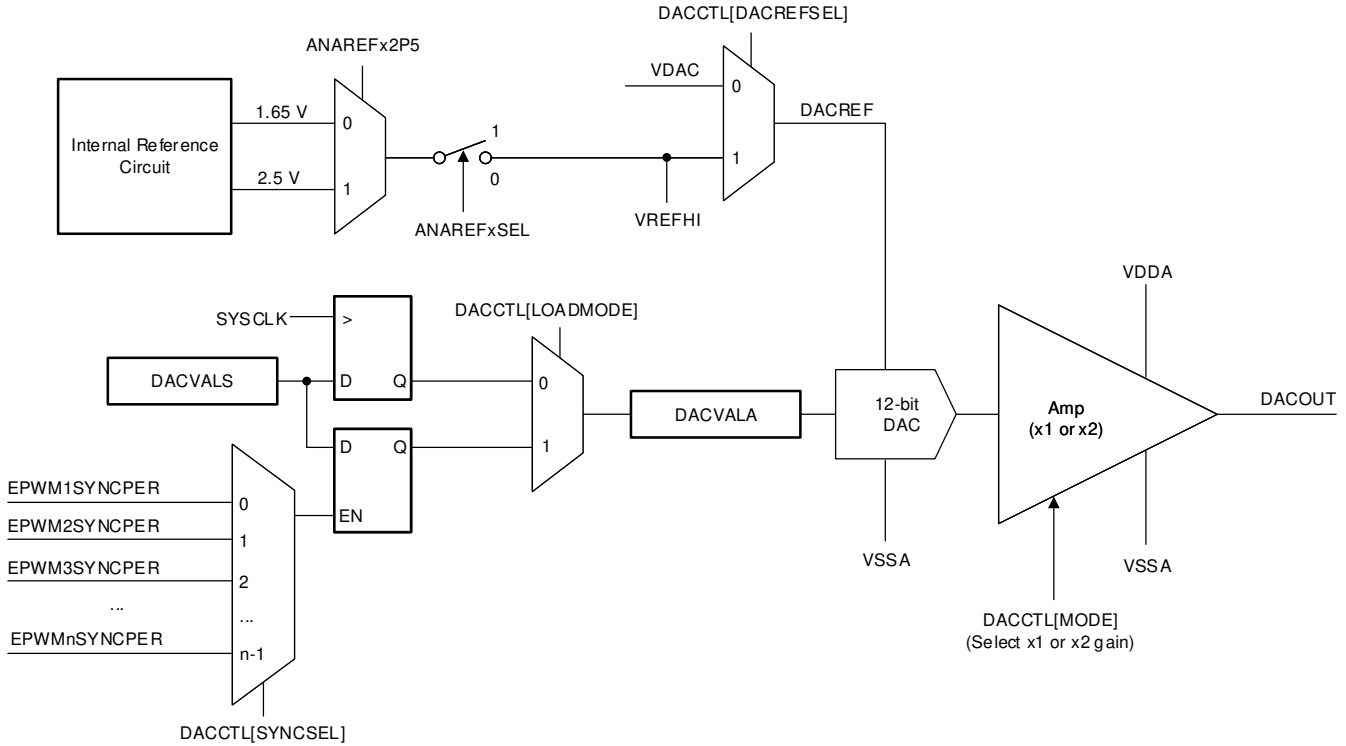 DACCTL[DACREFSEL]
ANAREFx2P5
VDAC
0
DACREF
Internal Reference
Circuit
1.65 V
0
2.5 V
1
1
0
ANAREFxSEL
VREFHI
1
VDDA
SYSCLK
>
DACCTL[LOADMODE]
DACVALS
D
Q
0
D
Q
1
EN
DACVALA
12-bit
DAC
Amp
(x1 or x2)
DACOUT
EPWM1SYNCPER
0
EPWM2SYNCPER
1
EPWM3SYNCPER
2
...
...
EPWMnSYNCPER
n-1
VSSA
VSSA
DACCTL[MODE]
(Select x1 or x2 gain)
DACCTL[SYNCSEL]